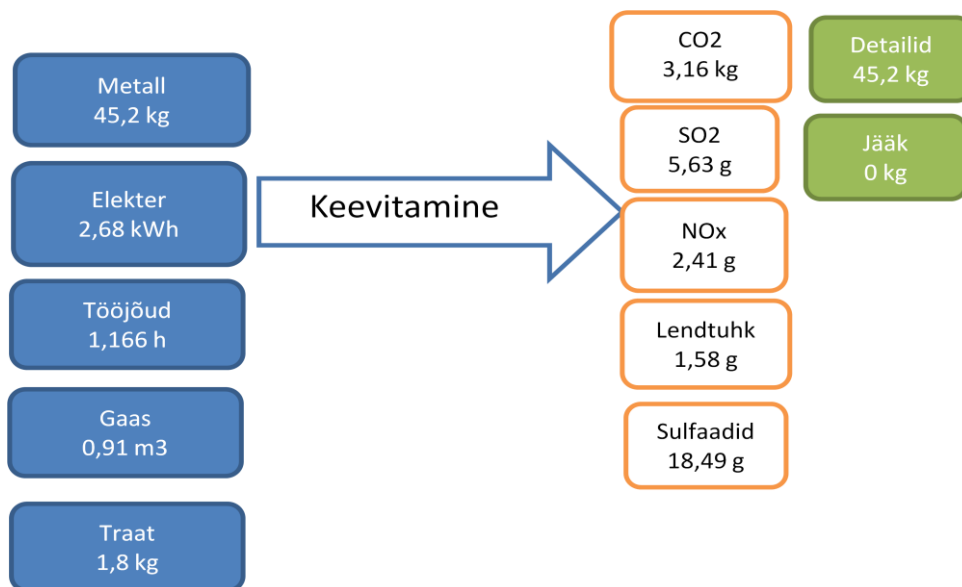 Metall
45,2 kg
Elekter
2,68 kWh
Tööjõud
1,166 h
Gaas
0,91 m3
Traat
1,8 kg
Keevitamine
CO2
3,16 kg
SO2
5,63 g
NOx
2,41 g
Lendtuhk
1,58 g
Sulfaadid
18,49 g
Detailid
45,2 kg
Jääk
0 kg